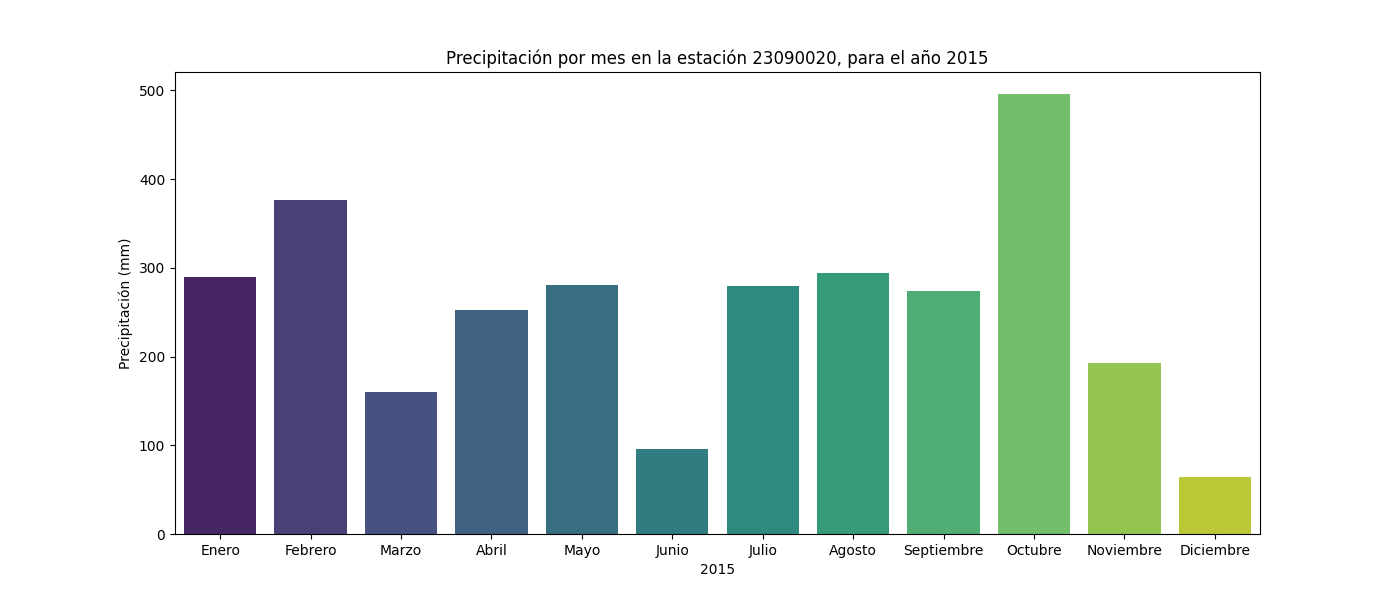 Precipitación por mes en la estación 23090020, para el año 2015
Precipitación (mm)
500
400
300
200
100
0
Enero Febrero Marzo Abril Mayo Junio Julio Agosto Septiembre Octubre Noviembre Diciembre
2015